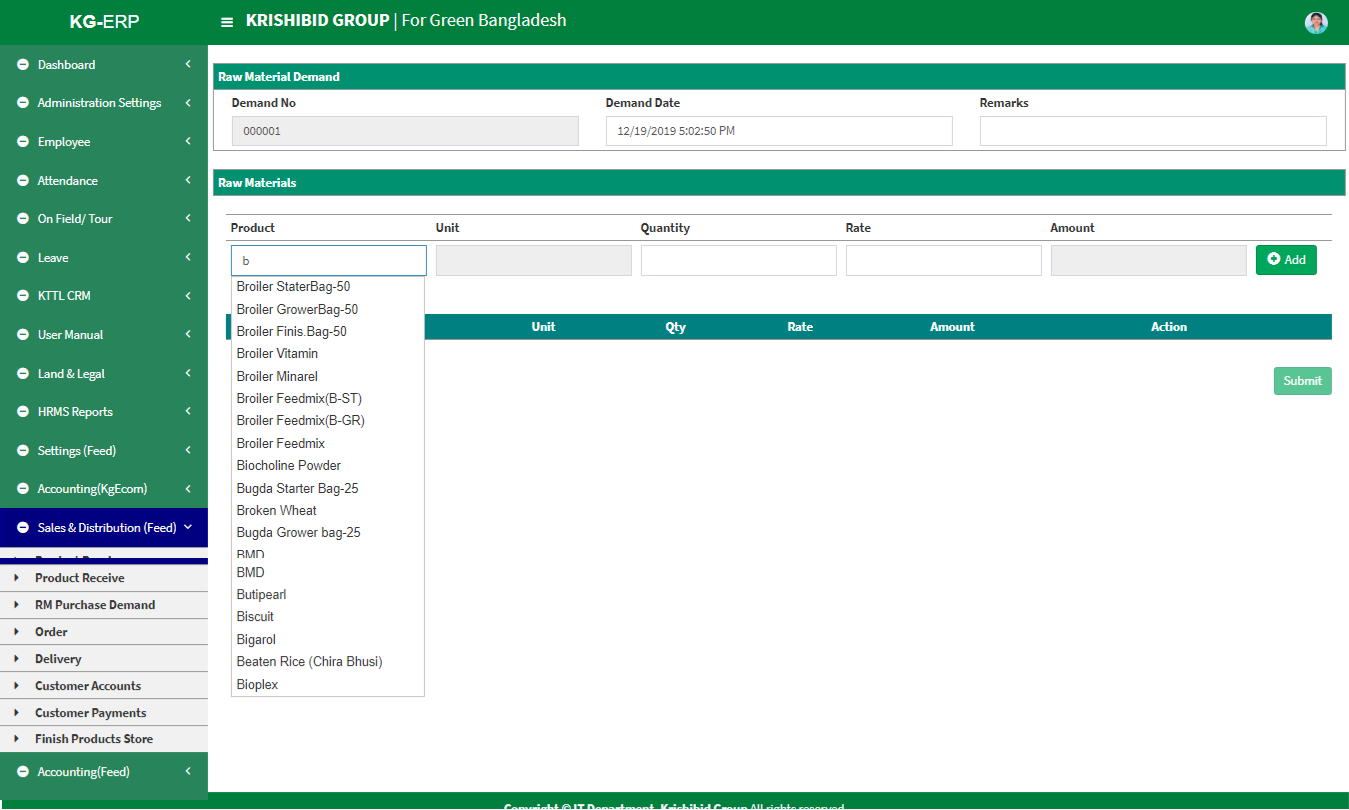 KG-ERP
KRISHIBID GROUP | For Green Bangladesh
Dashboard
Administration Settings
Employee
Attendance
On Field/ Tour
Leave
KTTL CRM
User Manual
Land & Legal
HRMS Reports
Settings (Feed)
Accounting(KgEcom)
Sales & Distribution (Feed)
Product Receive
RM Purchase Demand
Order
Delivery
Customer Accounts
Customer Payments
Finish Products Store
Accounting(Feed)
Raw Material Demand
Demand No Demand Date Remarks
000001 12/19/2019 5:02:50 PM
Raw Materials
Product Unit Quantity Rate Amount
b Add
Broiler StaterBag-50
Broiler GrowerBag-50
Broiler Finis.Bag-50
Broiler Vitamin
Broiler Minarel
Broiler Feedmix(B-ST)
Broiler Feedmix(B-GR)
Broiler Feedmix
Biocholine Powder
Bugda Starter Bag-25
Broken Wheat
Bugda Grower bag-25
BMD
BMD
Butipearl
Biscuit
Bigarol
Beaten Rice (Chira Bhusi)
Bioplex
Unit Qty Rate Amount Action
Submit
Copyright © IT Department, Krishibid Group All rights reserved